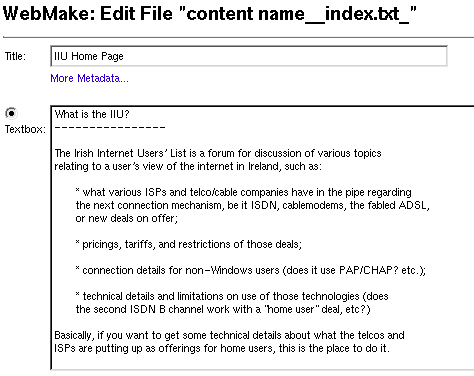 WebMake: Edit File "content name__index.txt_"
Title: IIU Home Page
More Metadata...
Textbox:
What is the IIU?
----------------
The Irish Internet Users' List is a forum for discussion of various topics
relating to a user's view of the internet in Ireland, such as:
* what various ISPs and telco/cable companies have in the pipe regarding
the next connection mechanism, be it ISDN, cablemodems, the fabled ADSL,
or new deals on offer;
* pricings, tariffs, and restrictions of those deals;
* connection details for non-Windows users (does it use PAP/CHAP? etc.);
* technical details and limitations on use of those technologies (does
the second ISDN B channel work with a "home user" deal, etc?)
Basically, if you want to get some technical details about what the telcos and
ISPs are putting up as offerings for home users, this is the place to do it.